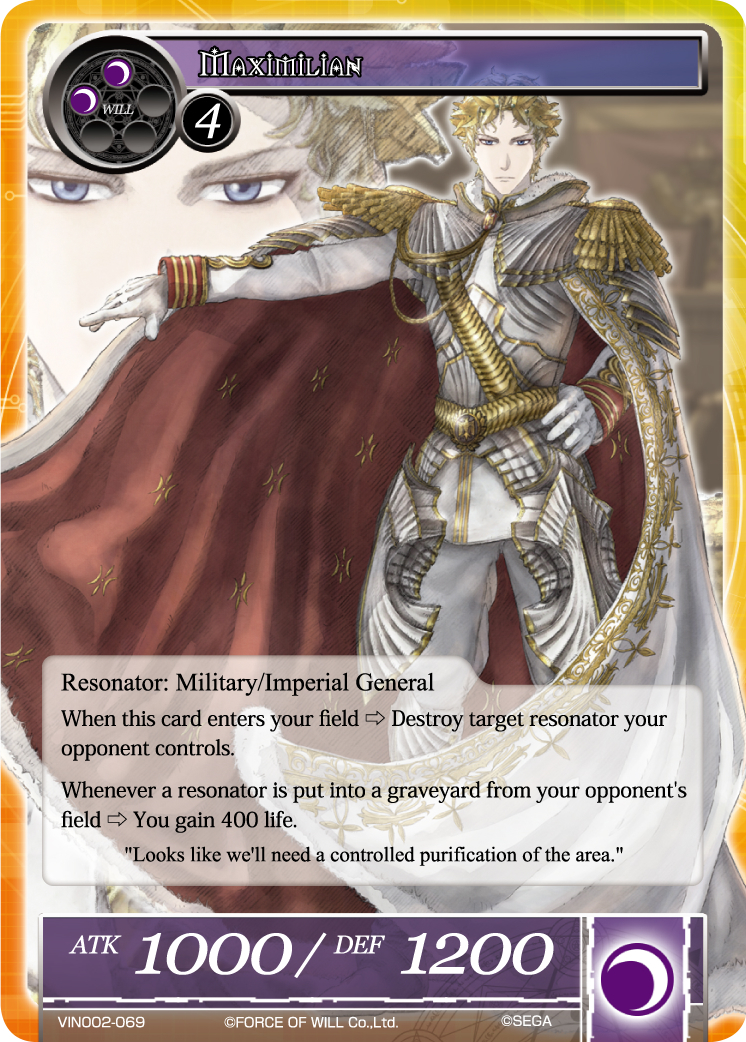 Maximilian
WILL
4
Resonator: Military/Imperial General
When this card enters your field ⇨ Destroy target resonator your
opponent controls.
Whenever a resonator is put into a graveyard from your opponent's
field ⇨ You gain 400 life.
"Looks like we'll need a controlled purification of the area."
ATK 1000/ DEF 1200
VIN002-069 ©FORCE OF WILL Co.,Ltd. ©SEGA